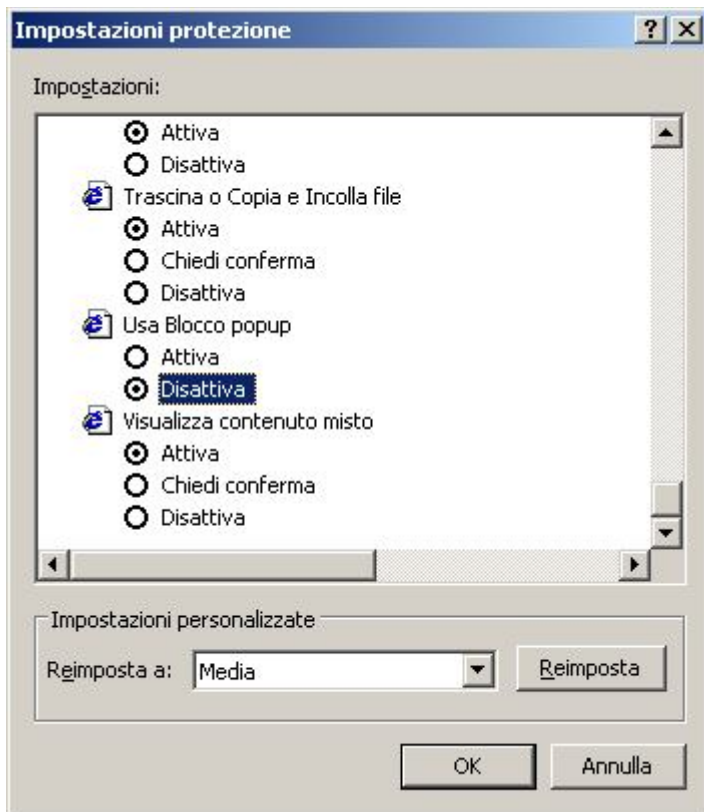 Impostazioni protezione
Impostazioni:
Attiva
Disattiva
Trascina o Copia e Incolla file
Attiva
Chiedi conferma
Disattiva
Usa Blocco popup
Attiva
Disattiva
Visualizza contenuto misto
Attiva
Chiedi conferma
Disattiva
Impostazioni personalizzate
Reimposta a: Media Reimposta
OK Annulla